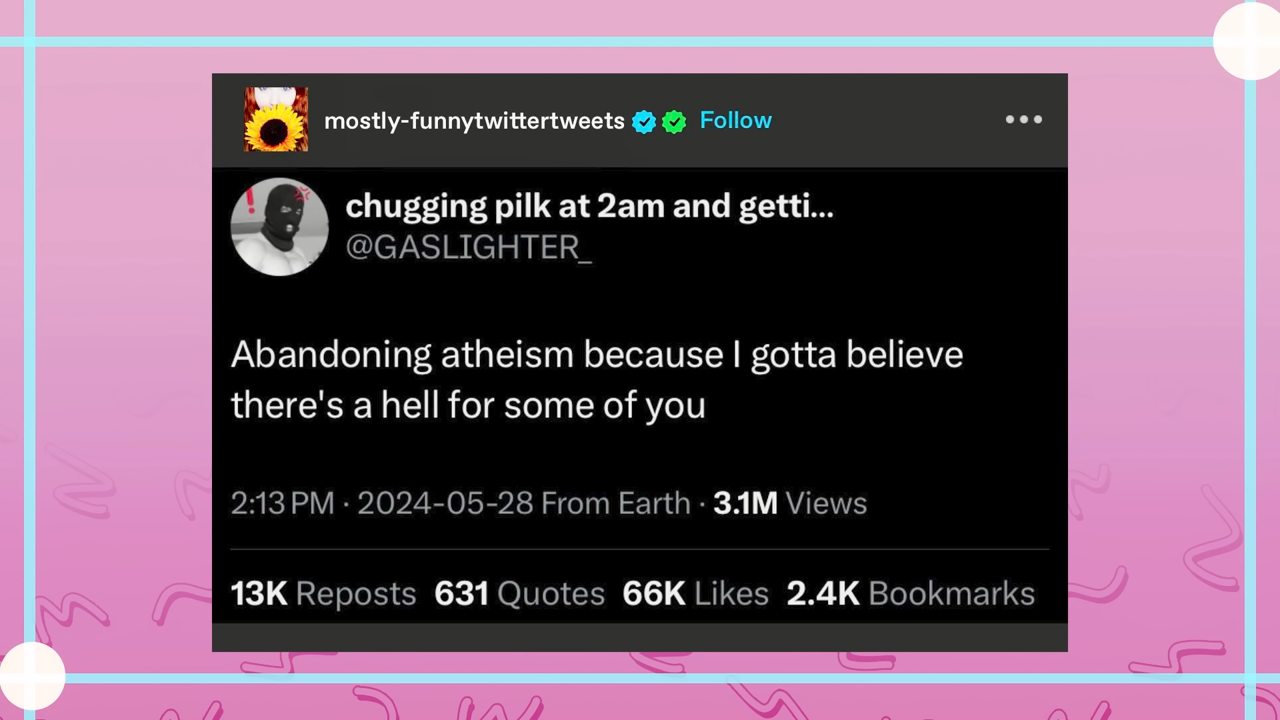 mostly-funnytwittertweets Follow
chugging pilk at 2am and getti...
@GASLIGHTER_
Abandoning atheism because I gotta believe
there's a hell for some of you
2:13 PM · 2024-05-28 From Earth · 3.1M Views
13K Reposts 631 Quotes 66K Likes 2.4K Bookmarks